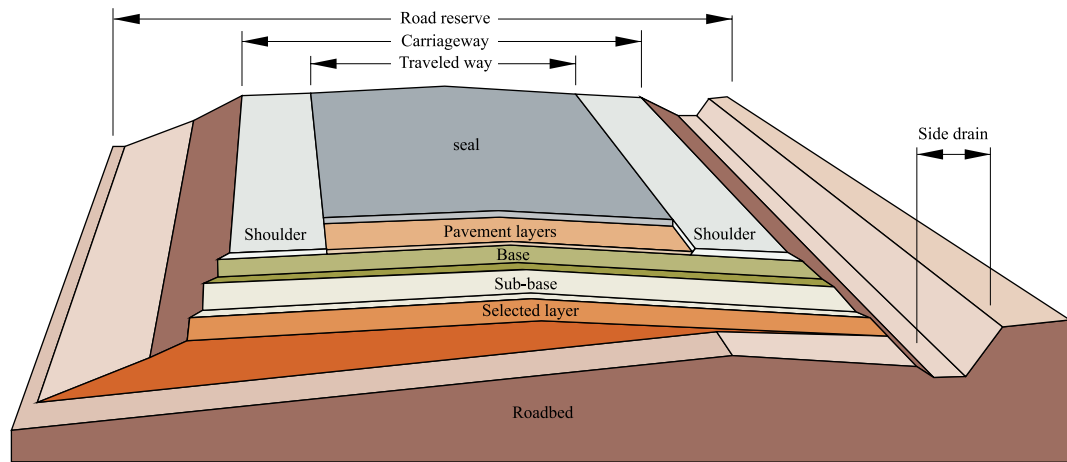 Road reserve
Carriageway
Traveled way
Side drain
seal
Shoulder
Pavement layers
Shoulder
Base
Sub-base
Selected layer
Roadbed